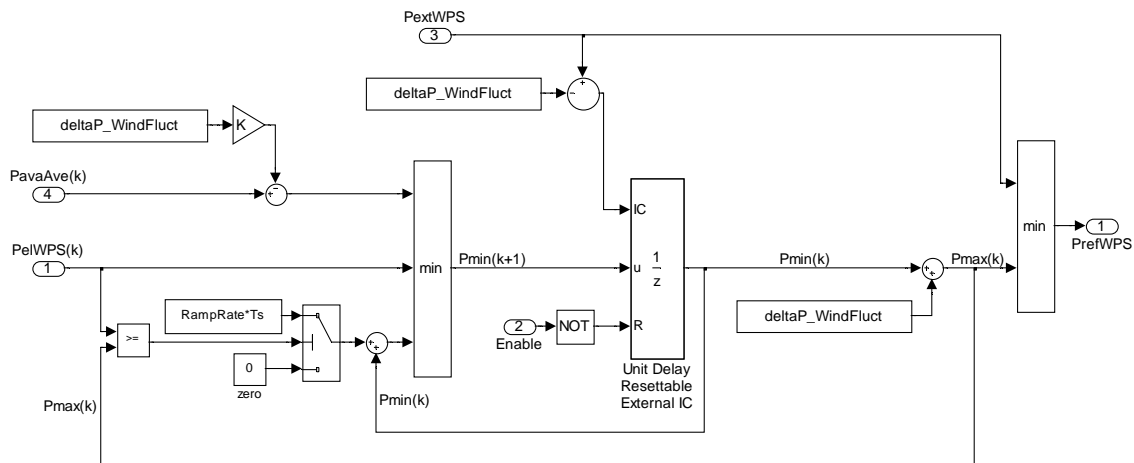 PextWPS
3
deltaP_WindFluct
deltaP_WindFluct
K
PavaAve(k)
4
IC
min
PrefWPS
1
PelWPS(k)
1
min
Pmin(k+1)
u
1
z
Pmin(k)
Pmax(k)
RampRate*Ts
deltaP_WindFluct
>=
2
Enable
NOT
R
0
zero
Unit Delay
Resettable
External IC
Pmax(k)
Pmin(k)